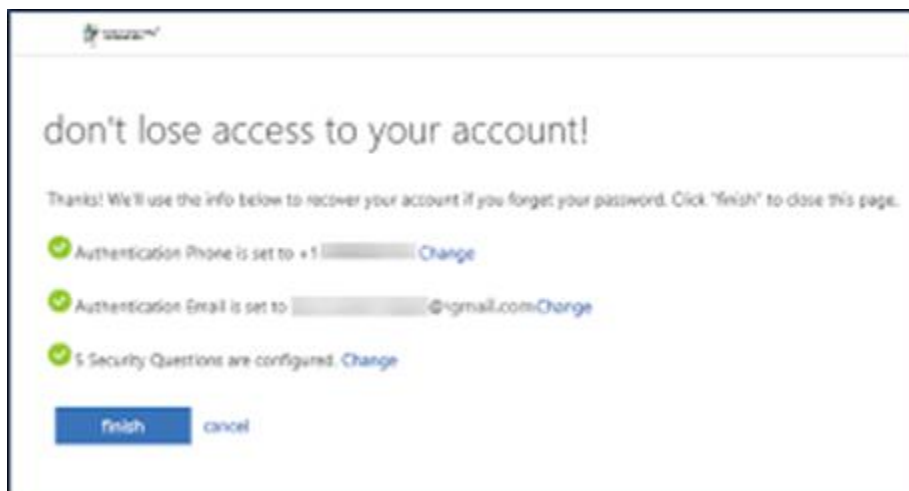 don't lose access to your account!
Thanks! We'll use the info below to recover your account if you forget your password. Click "finish" to close this page.
Authentication Phone is set to +1 Change
Authentication Email is set to @gmail.comChange
5 Security Questions are configured. Change
finish cancel